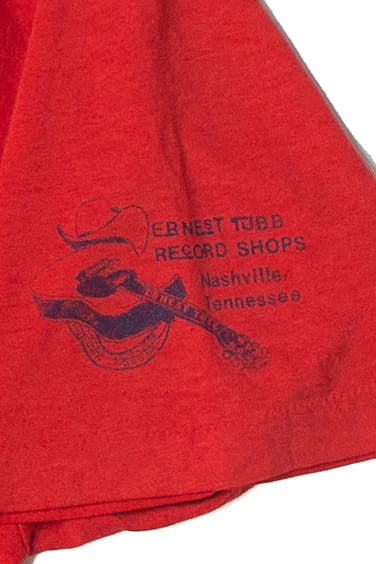 ERNEST TUBB
RECORD SHOPS
Nashville,
Tennessee